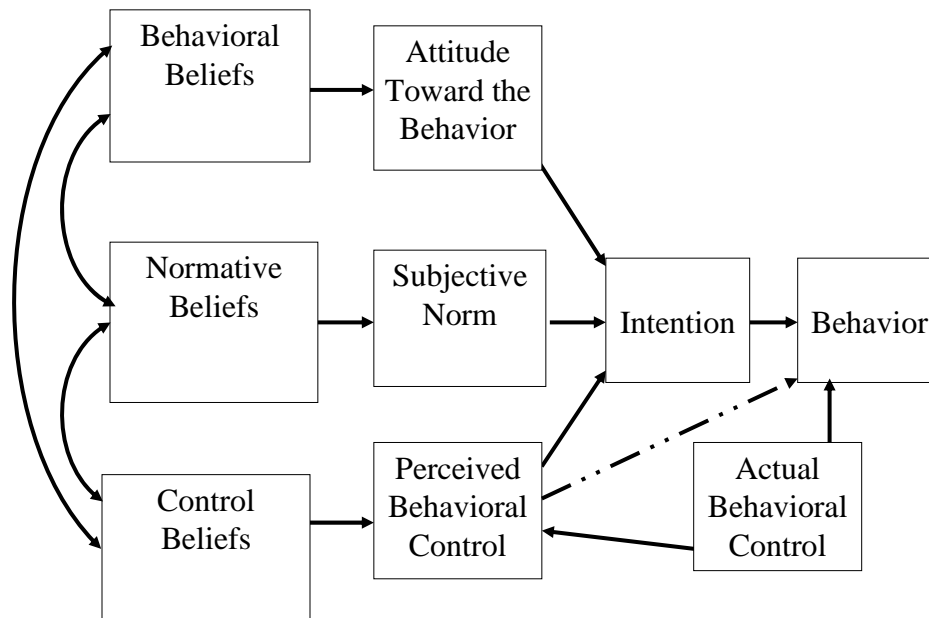 Behavioral
Beliefs
Attitude
Toward the
Behavior
Normative
Beliefs
Subjective
Norm
Intention
Behavior
Control
Beliefs
Perceived
Behavioral
Control
Actual
Behavioral
Control